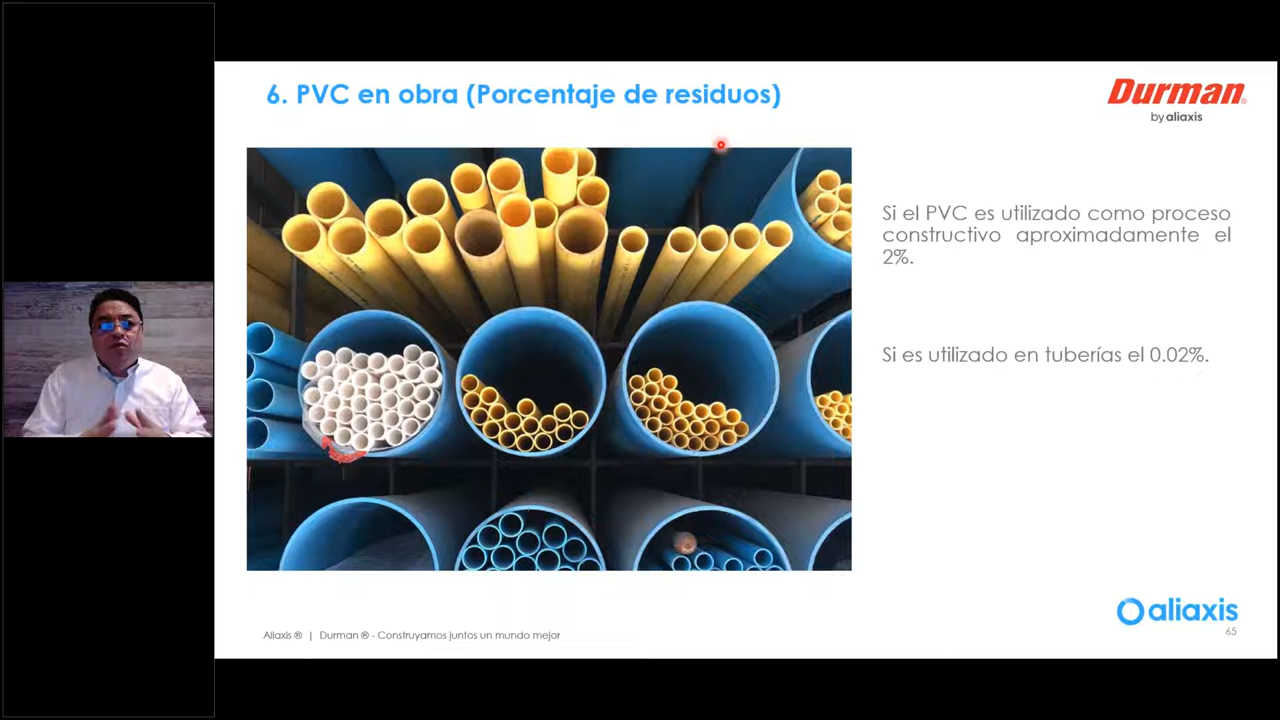 6. PVC en obra (Porcentaje de residuos)
Durman®
by aliaxis
Si el PVC es utilizado como proceso
constructivo aproximadamente el
2%.
Si es utilizado en tuberías el 0.02%.
aliaxis
65
Aliaxis ® | Durman ® - Construyamos juntos un mundo mejor